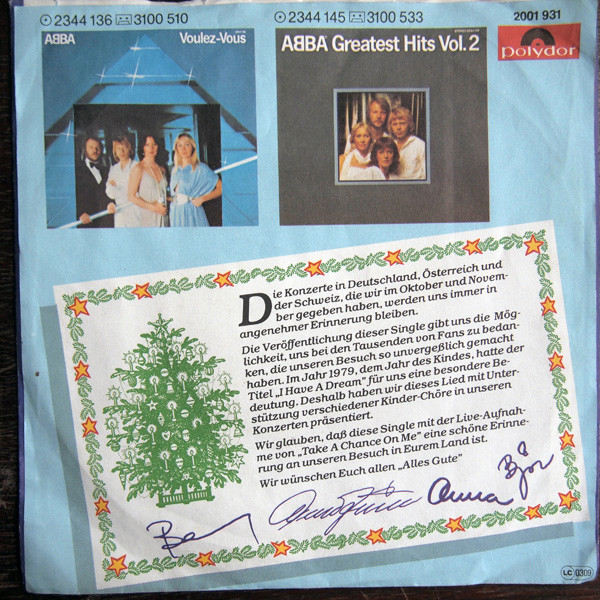 2344 136 3100 510
2344 145 3100 533
2001 931
polydor
ABBA Voulez-Vous
ABBA Greatest Hits Vol. 2
Die Konzerte in Deutschland, Österreich und
der Schweiz, die wir im Oktober und Novem-
ber gegeben haben, werden uns immer in
angenehmer Erinnerung bleiben.
Die Veröffentlichung dieser Single gibt uns die Mög-
lichkeit, uns bei den Tausenden von Fans zu bedan-
ken, die unseren Besuch so unvergeßlich gemacht
haben. Im Jahr 1979, dem Jahr des Kindes, hatte der
Titel „I Have A Dream" für uns eine besondere Be-
deutung. Deshalb haben wir dieses Lied mit Unter-
stützung verschiedener Kinder-Chöre in unseren
Konzerten präsentiert.
Wir glauben, daß diese Single mit der Live-Aufnah-
me von „Take A Chance On Me" eine schöne Erinne-
rung an unseren Besuch in Eurem Land ist.
Wir wünschen Euch allen „Alles Gute"
Anna
LC 0309